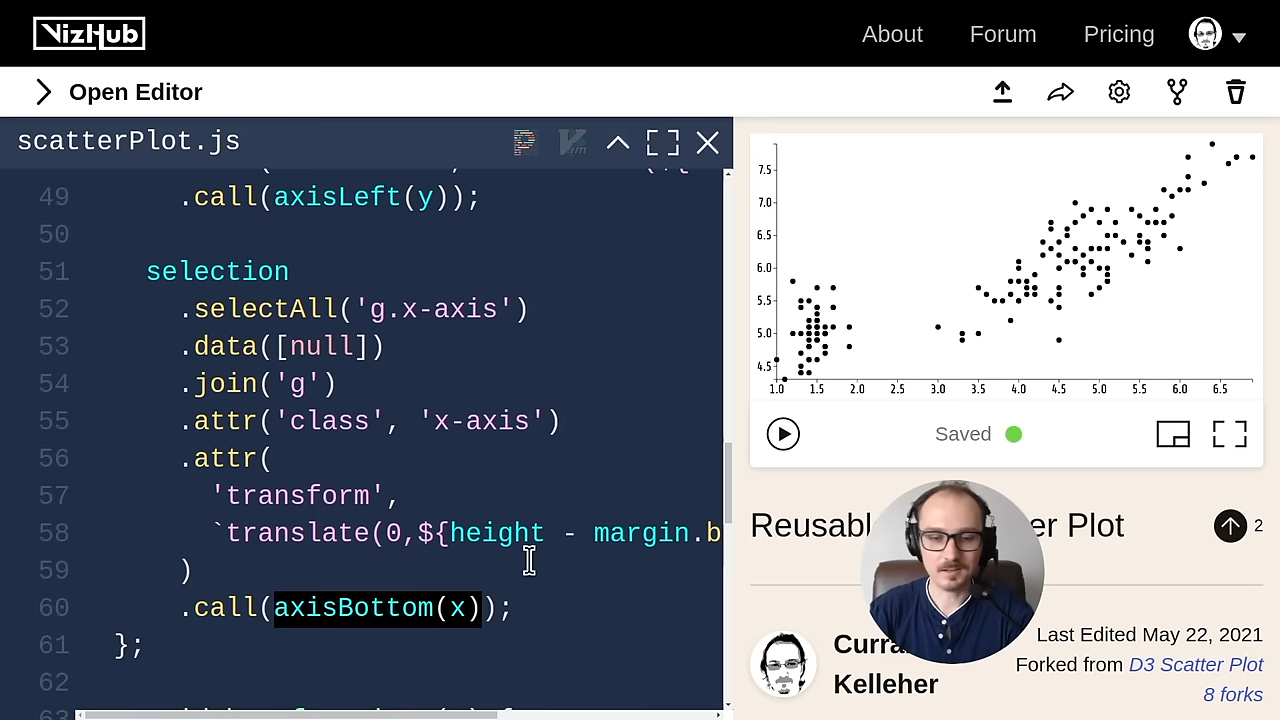 VizHub
About
Forum
Pricing
Open Editor
scatterPlot.js
49 .call(axisLeft(y));
50
51 selection
52 .selectAll('g.x-axis')
53 .data([null])
54 .join('g')
55 .attr('class', 'x-axis')
56 .attr(
57 'transform',
58 `translate(0,${height - margin.b
59 )
60 .call(axisBottom(x));
61 };
62
7.5
7.0
6.5
6.0
5.5
5.0
4.5
1.0 1.5 2.0 2.5 3.0 3.5 4.0 4.5 5.0 5.5 6.0 6.5
Saved
Plot
2
Kelleher
Last Edited May 22, 2021
Forked from D3 Scatter Plot
8 forks